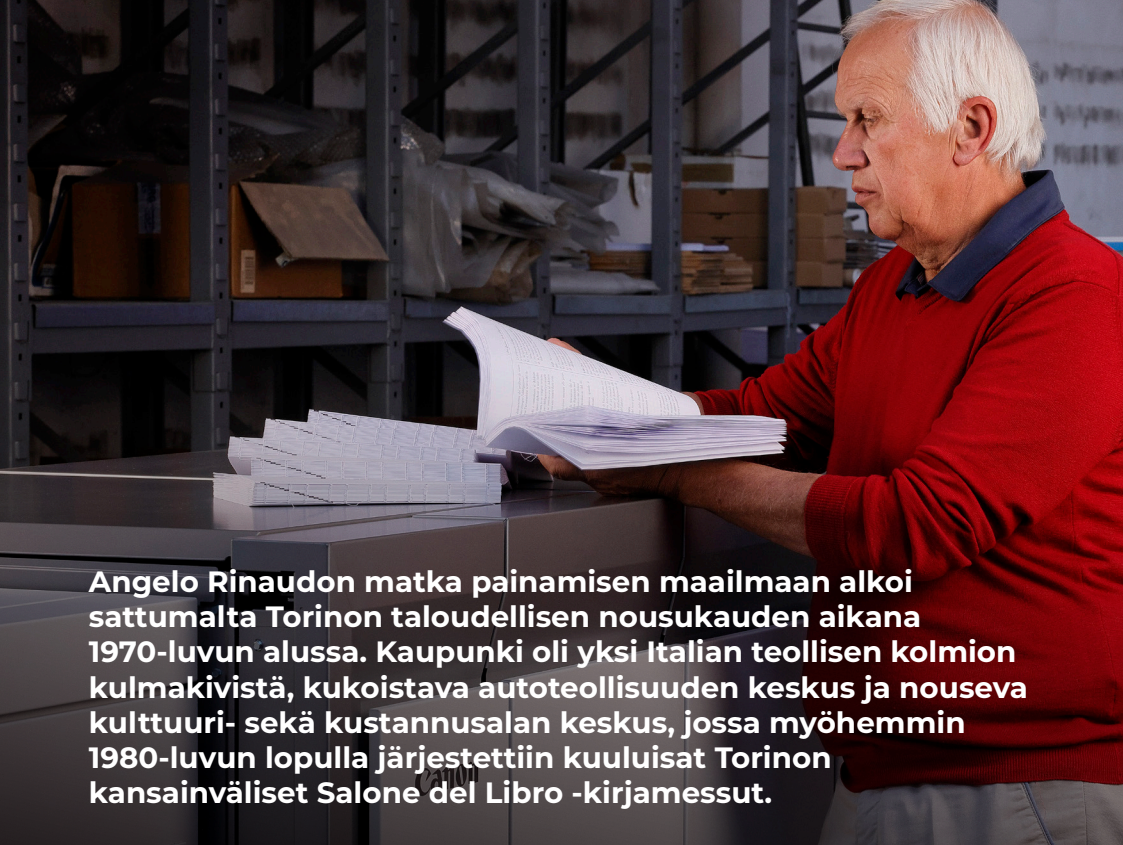 Angelo Rinaudon matka painamisen maailmaan alkoi
sattumalta Torinon taloudellisen nousukauden aikana
1970-luvun alussa. Kaupunki oli yksi Italian teollisen kolmion
kulmakivistä, kukoistava autoteollisuuden keskus ja nouseva
kulttuuri- sekä kustannusalan keskus, jossa myöhemmin
1980-luvun lopulla järjestettiin kuuluisat Torinon
Canon
kansainväliset Salone del Libro -kirjamessut.